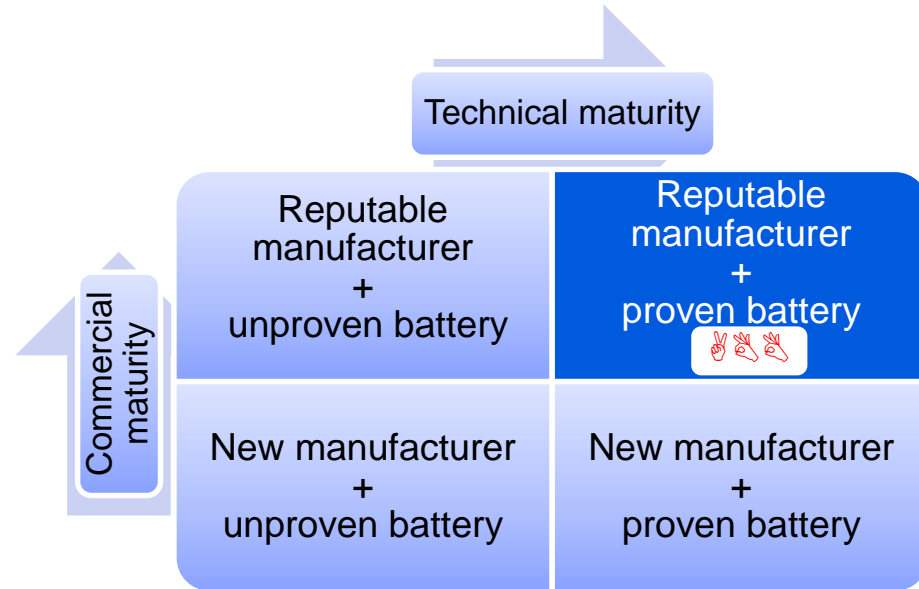 Technical maturity
Commercial
maturity
Reputable
manufacturer
+
unproven battery
Reputable
manufacturer
+
proven battery
✌👌👌
New manufacturer
+
unproven battery
New manufacturer
+
proven battery